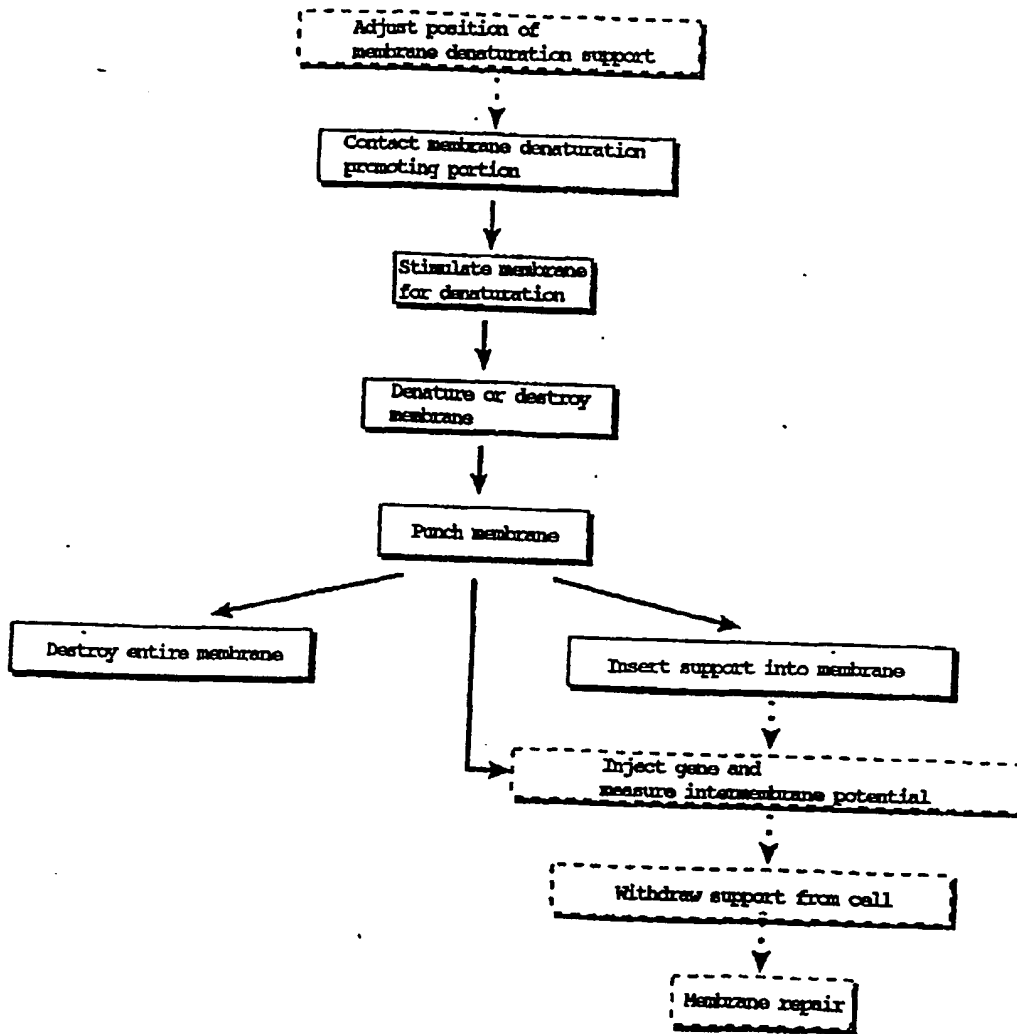 Adjust position of
membrane denaturation support
Contact membrane denaturation
promoting portion
Stimulate membrane
for denaturation
Denature or destroy
membrane
Punch membrane
Destroy entire membrane
Insert support into membrane
Inject gene and
measure intermembrane potential
Withdraw support from cell
Membrane repair